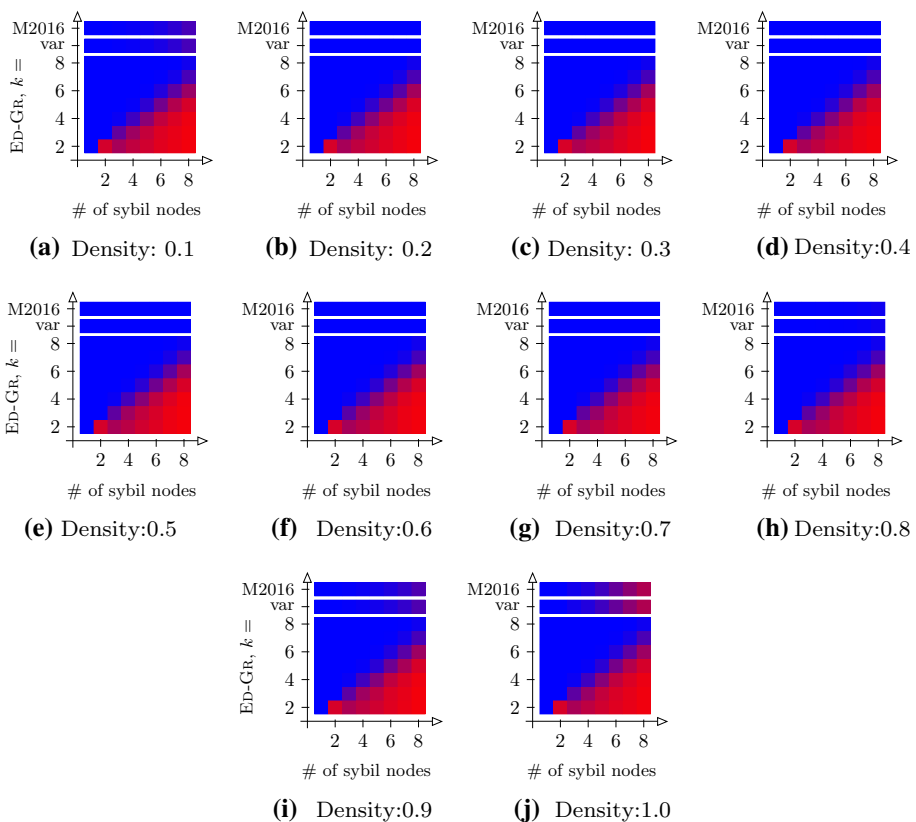 M2016
var
8
6
4
2
ED-GR, k =
2 4 6 8
# of sybil nodes
(a) Density: 0.1
M2016
var
8
6
4
2
2 4 6 8
# of sybil nodes
(b) Density: 0.2
M2016
var
8
6
4
2
2 4 6 8
# of sybil nodes
(c) Density: 0.3
M2016
var
8
6
4
2
2 4 6 8
# of sybil nodes
(d) Density:0.4
M2016
var
8
6
4
2
ED-GR, k =
2 4 6 8
# of sybil nodes
(e) Density:0.5
M2016
var
8
6
4
2
2 4 6 8
# of sybil nodes
(f) Density:0.6
M2016
var
8
6
4
2
2 4 6 8
# of sybil nodes
(g) Density:0.7
M2016
var
8
6
4
2
2 4 6 8
# of sybil nodes
(h) Density:0.8
M2016
var
8
6
4
2
ED-GR, k =
2 4 6 8
# of sybil nodes
(i) Density:0.9
M2016
var
8
6
4
2
2 4 6 8
# of sybil nodes
(j) Density:1.0